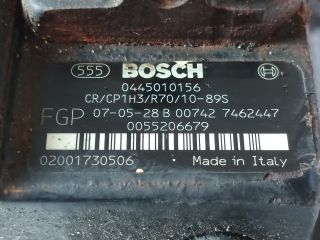 555 BOSCH
0445010156
CR/CP1H3/R70/10-89S
FGP 07-05-28 B 00742 7462447
0055206679
02001730506 Made in Italy